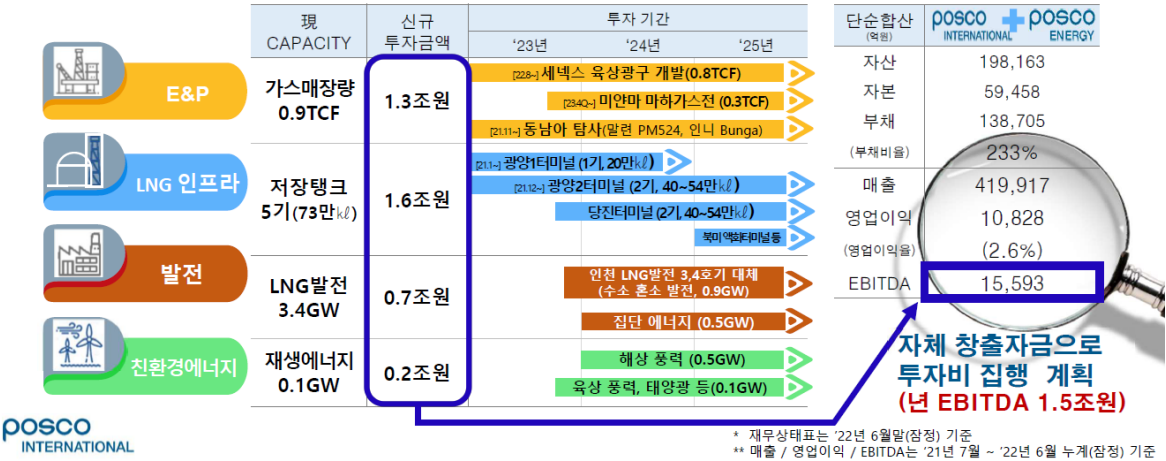 現
CAPACITY
신규
투자금액
투자 기간
‘23년
‘24년
‘25년
E&P
가스매장량
0.9TCF
1.3조원
[22.8~] 세넥스 육상광구 개발(0.8TCF)
[23.4Q~] 미얀마 마하가스전 (0.3TCF)
[21.11~] 동남아 탐사(말련 PM524, 인니 Bunga)
LNG 인프라
저장탱크
5기(73만㎘)
1.6조원
[21.1~] 광양1터미널 (1기, 20만㎘)
[21.12~] 광양2터미널 (2기, 40~54만㎘)
당진터미널 (2기, 40~54만㎘)
북미 액화터미널 등
발전
LNG발전
3.4GW
0.7조원
인천 LNG발전 3,4호기 대체
(수소 혼소 발전, 0.9GW)
집단 에너지 (0.5GW)
친환경에너지
재생에너지
0.1GW
0.2조원
해상 풍력 (0.5GW)
육상 풍력, 태양광 등(0.1GW)
단순합산
(억원)
posco
INTERNATIONAL
posco
ENERGY
자산 198,163
자본 59,458
부채 138,705
(부채비율) 233%
매출 419,917
영업이익 10,828
(영업이익율) (2.6%)
EBITDA 15,593
자체 창출자금으로
투자비 집행 계획
(년 EBITDA 1.5조원)
posco
INTERNATIONAL
* 재무상태표는 ’22년 6월말(잠정) 기준
** 매출 / 영업이익 / EBITDA는 ’21년 7월 ~ ’22년 6월 누계(잠정) 기준